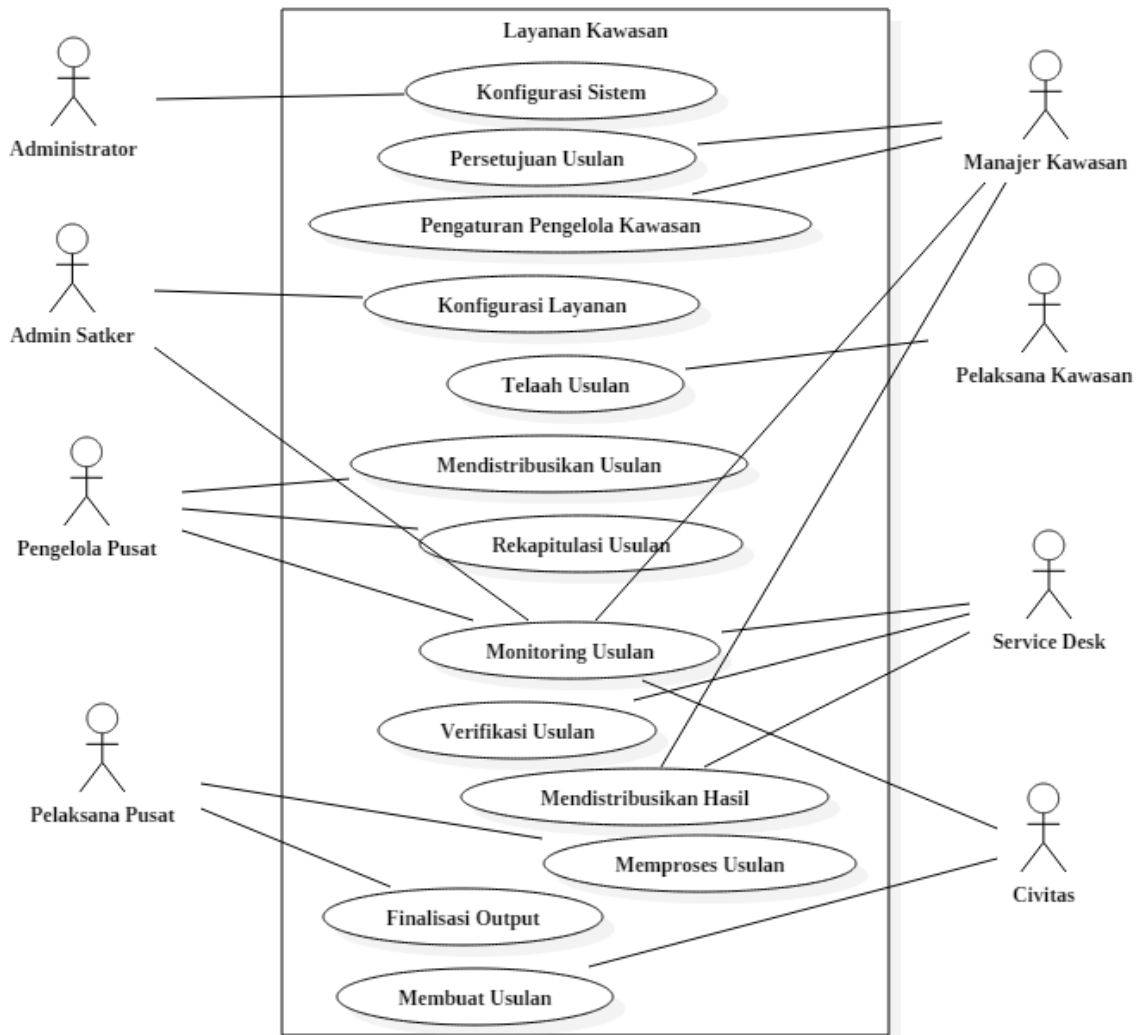 Layanan Kawasan
Konfigurasi Sistem
Administrator
Persetujuan Usulan
Manajer Kawasan
Pengaturan Pengelola Kawasan
Konfigurasi Layanan
Admin Satker
Telaah Usulan
Pelaksana Kawasan
Mendistribusikan Usulan
Pengelola Pusat
Rekapitulasi Usulan
Monitoring Usulan
Service Desk
Verifikasi Usulan
Mendistribusikan Hasil
Pelaksana Pusat
Memproses Usulan
Civitas
Finalisasi Output
Membuat Usulan